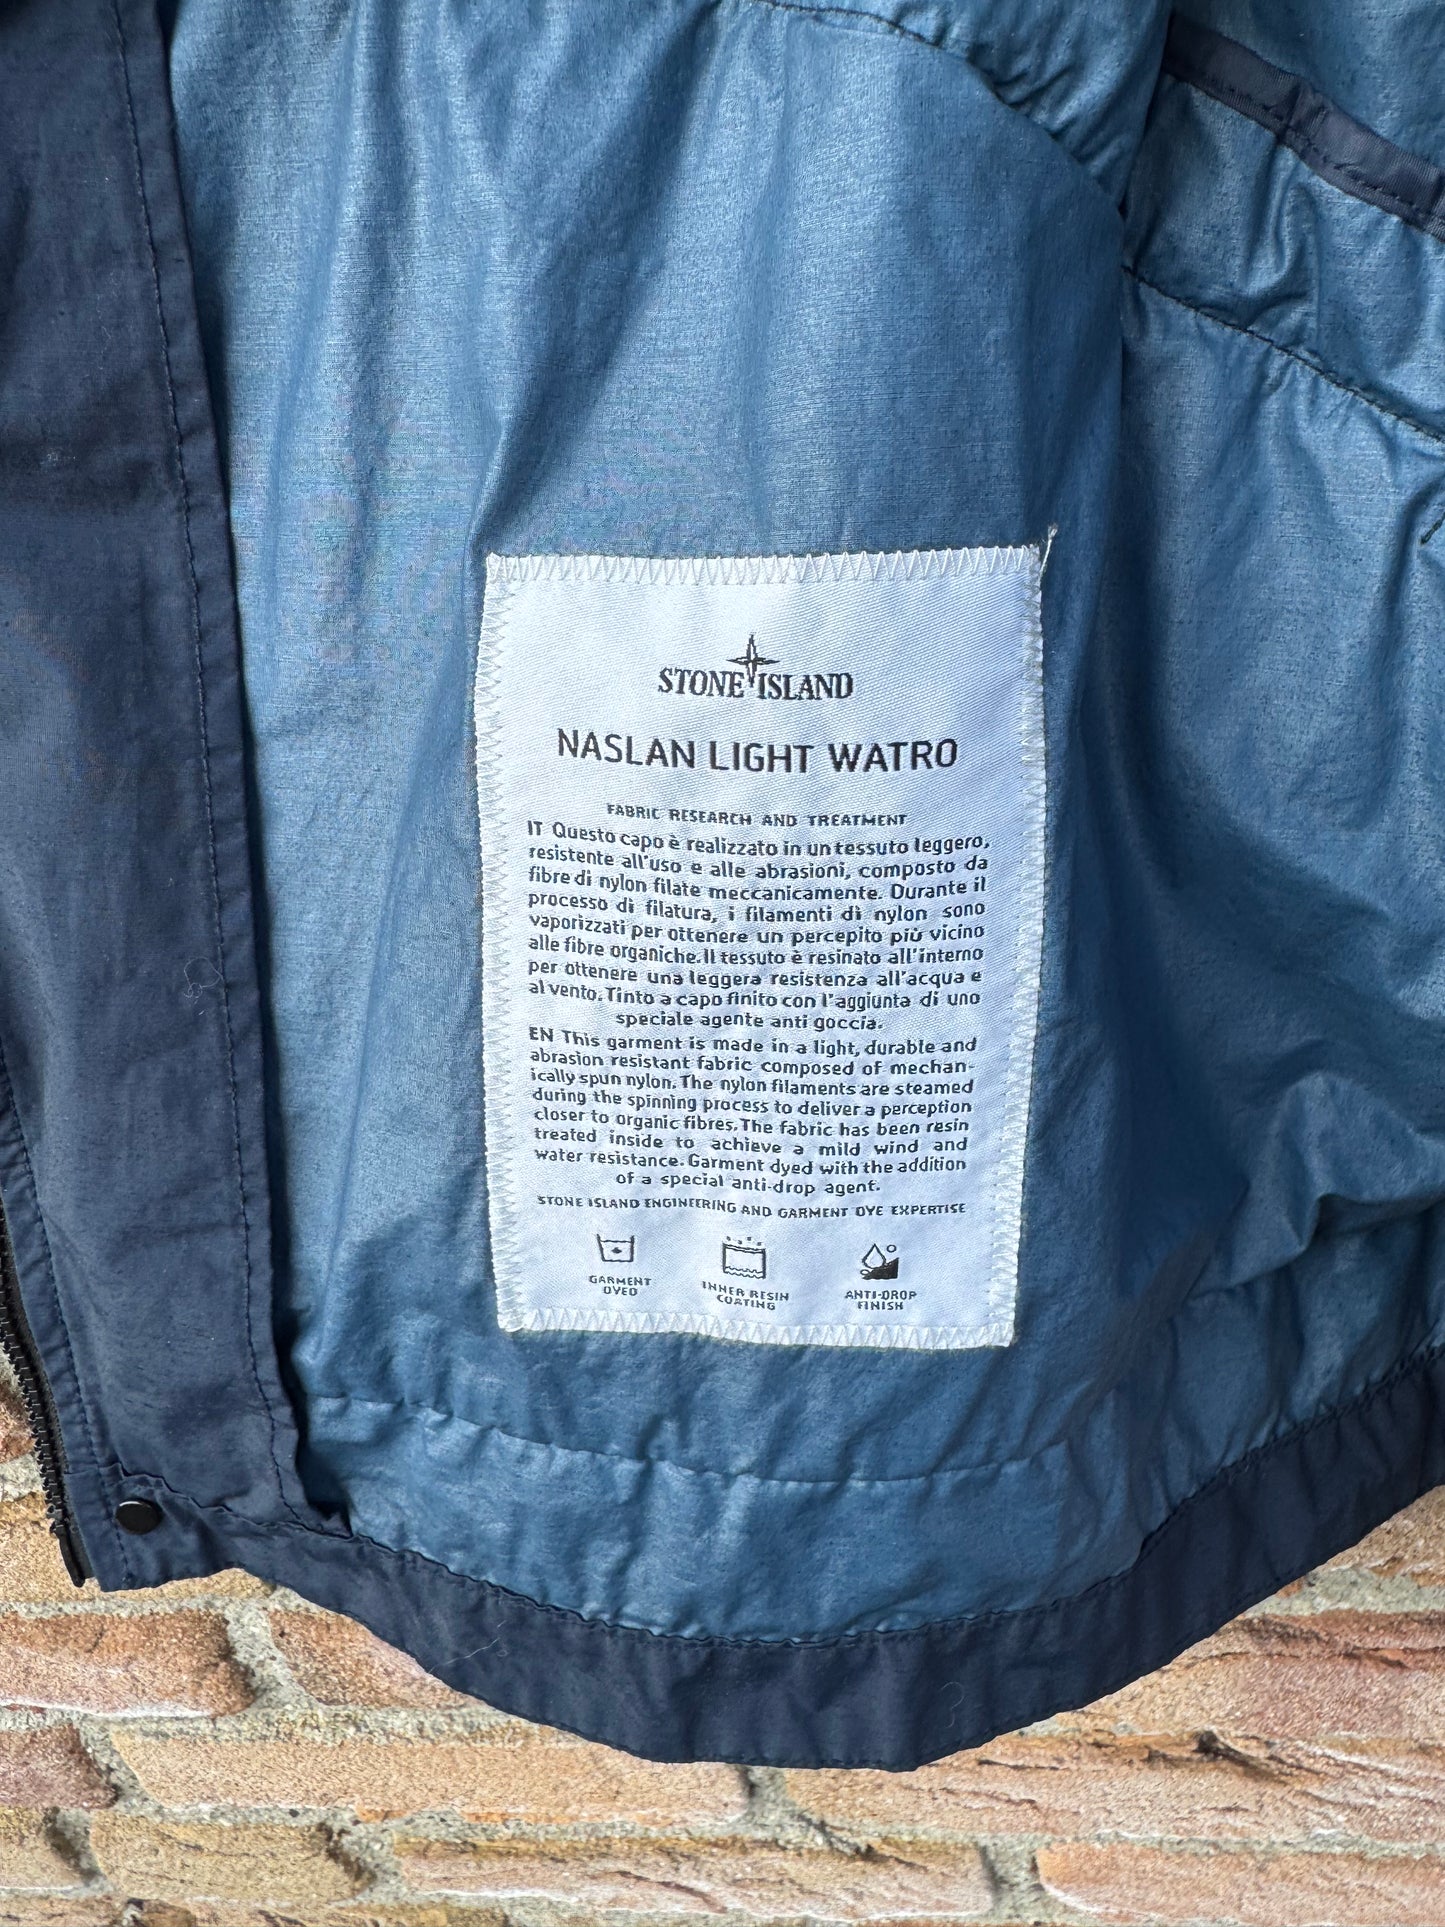 STONE ISLAND
NASLAN LIGHT WATRO
FABRIC RESEARCH AND TREATMENT
IT Questo capo è realizzato in un tessuto leggero,
resistente all'uso e alle abrasioni, composto da
fibre di nylon filate meccanicamente. Durante il
processo di filatura, i filamenti di nylon sono
vaporizzati per ottenere un percepito più vicino
alle fibre organiche. Il tessuto è resinato all'interno
per ottenere una leggera resistenza all'acqua e
al vento. Tinto a capo finito con l'aggiunta di uno
speciale agente anti goccia.
EN This garment is made in a light, durable and
abrasion resistant fabric composed of mechan-
ically spun nylon. The nylon filaments are steamed
during the spinning process to deliver a perception
closer to organic fibres. The fabric has been resin
treated inside to achieve a mild wind and
water resistance. Garment dyed with the addition
of a special anti-drop agent.
STONE ISLAND ENGINEERING AND GARMENT DYE EXPERTISE
GARMENT
DYED
INNER RESIN
COATING
ANTI-DROP
FINISH